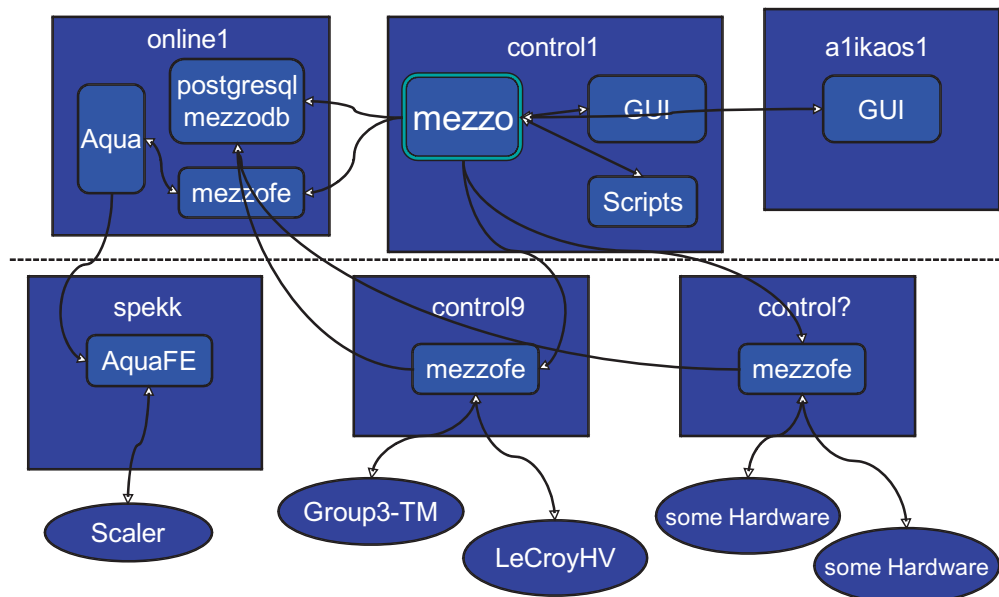 online1
postgresql
mezzodb
Aqua
mezzofe
control1
mezzo
GUI
Scripts
a1ikaos1
GUI
spekk
AquaFE
Scaler
control9
mezzofe
Group3-TM
LeCroyHV
control?
mezzofe
some Hardware
some Hardware